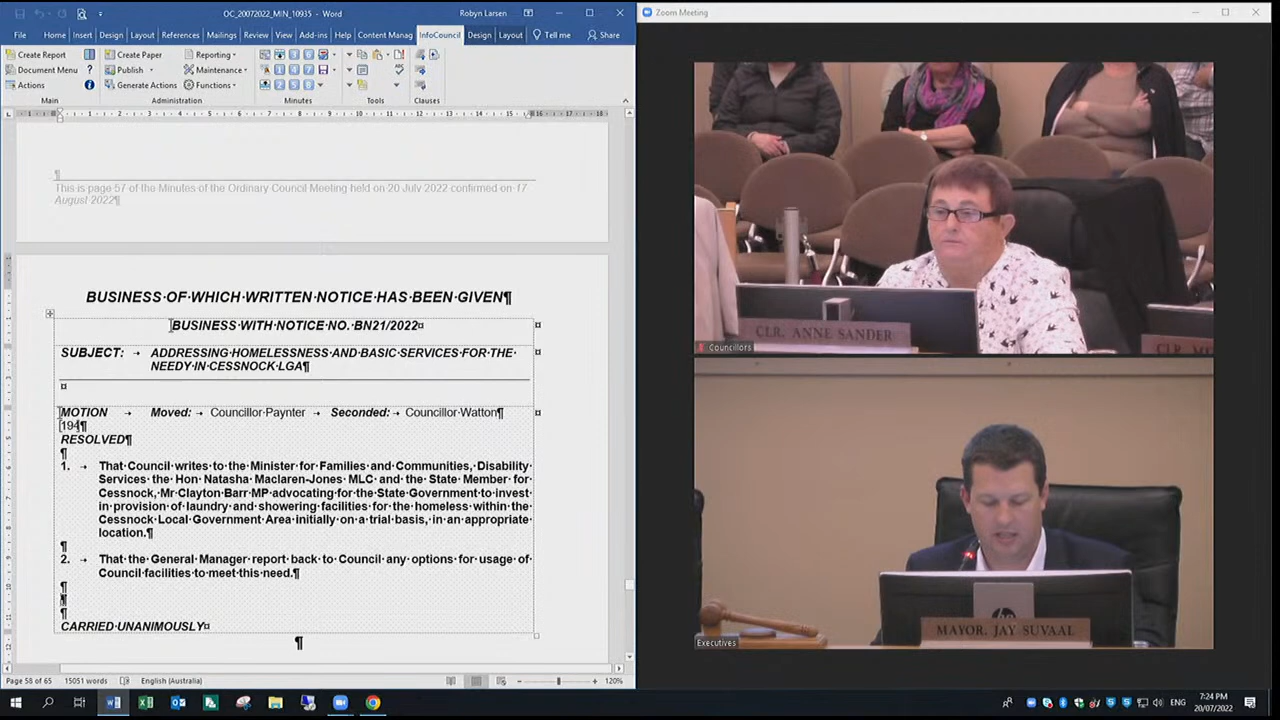 OC_20072022_MIN_10935 - Word
Robyn Larsen
File Home Insert Design Layout References Mailings Review View Add-ins Help Content Manag InfoCouncil Design Layout Tell me Share
Create Report
Document Menu
Actions
Main
Create Paper
Publish
Reporting
Maintenance
Generate Actions
Functions
Administration
Minutes
Tools
Clauses
This is page 57 of the Minutes of the Ordinary Council Meeting held on 20 July 2022 confirmed on 17
August 2022¶
BUSINESS·OF·WHICH·WRITTEN·NOTICE·HAS·BEEN·GIVEN¶
BUSINESS·WITH·NOTICE·NO.·BN21/2022¤
SUBJECT: → ADDRESSING·HOMELESSNESS·AND·BASIC·SERVICES·FOR·THE·
NEEDY·IN·CESSNOCK·LGA¶
MOTION → Moved: → Councillor·Paynter → Seconded: → Councillor·Watton¶
194¶
RESOLVED¶
1. → That·Council·writes·to·the·Minister·for·Families·and·Communities,·Disability·
Services·the·Hon·Natasha·Maclaren-Jones·MLC·and·the·State·Member·for·
Cessnock,·Mr·Clayton·Barr·MP·advocating·for·the·State·Government·to·invest·
in·provision·of·laundry·and·showering·facilities·for·the·homeless·within·the·
Cessnock·Local·Government·Area·initially·on·a·trial·basis,·in·an·appropriate·
location.¶
2. → That·the·General·Manager·report·back·to·Council·any·options·for·usage·of·
Council·facilities·to·meet·this·need.¶
CARRIED·UNANIMOUSLY¤
Page 58 of 65
15051 words
English (Australia)
120%
Zoom Meeting
CLR. ANNE SANDER
Councillors
MAYOR. JAY SUVAAL
hp
Executives
ENG
7:24 PM
20/07/2022